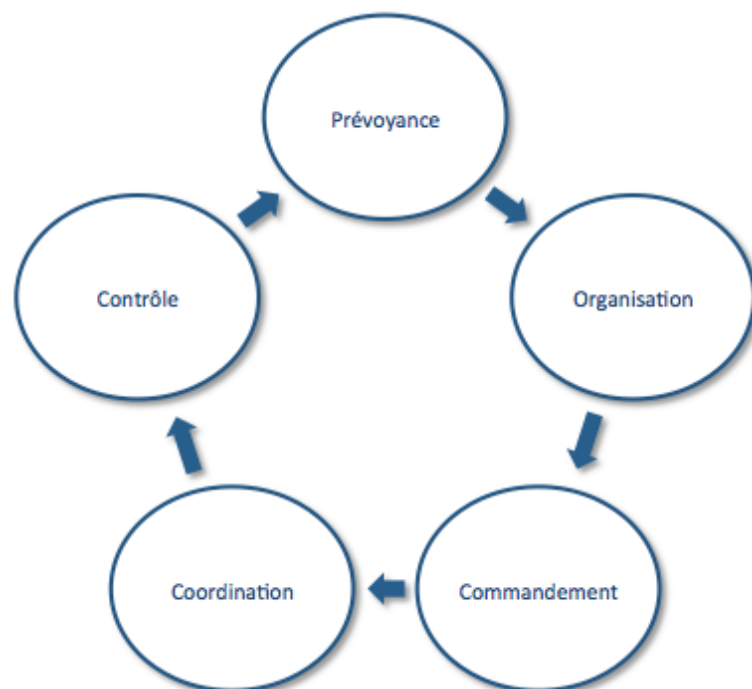 Prévoyance
Organisation
Commandement
Coordination
Contrôle